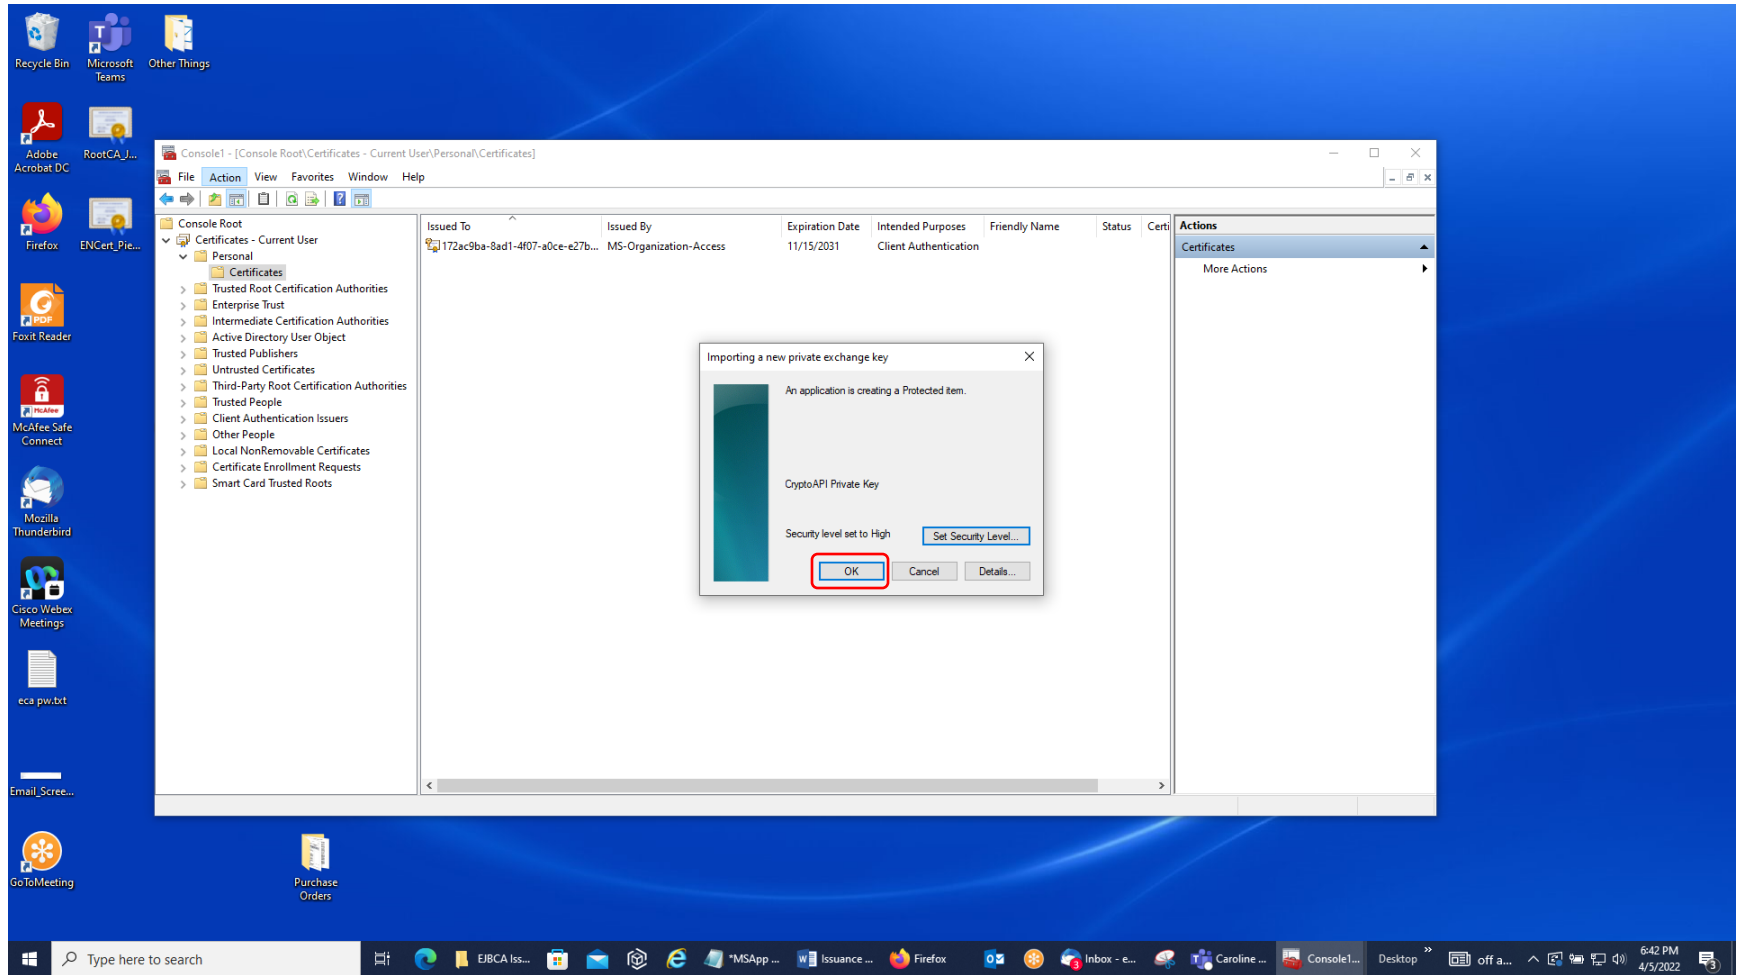 Recycle Bin
Microsoft
Teams
Other Things
Adobe
Acrobat DC
RootCA_J...
Firefox
ENCert_Pie...
PDF
Foxit Reader
McAfee
McAfee Safe
Connect
Mozilla
Thunderbird
Cisco Webex
Meetings
eca pw.txt
Email_Scree...
GoToMeeting
Purchase
Orders
Console1 - [Console Root\Certificates - Current User\Personal\Certificates]
File Action View Favorites Window Help
Console Root
Certificates - Current User
Personal
Certificates
Trusted Root Certification Authorities
Enterprise Trust
Intermediate Certification Authorities
Active Directory User Object
Trusted Publishers
Untrusted Certificates
Third-Party Root Certification Authorities
Trusted People
Client Authentication Issuers
Other People
Local NonRemovable Certificates
Certificate Enrollment Requests
Smart Card Trusted Roots
Issued To Issued By Expiration Date Intended Purposes Friendly Name Status Certi
172ac9ba-8ad1-4f07-a0ce-e27b... MS-Organization-Access 11/15/2031 Client Authentication
Actions
Certificates
More Actions
Importing a new private exchange key
An application is creating a Protected item.
CryptoAPI Private Key
Security level set to High Set Security Level...
OK Cancel Details...
Type here to search
EJBCA Iss...
*MSApp ...
Issuance ...
Firefox
Inbox - e...
Caroline ...
Console1...
Desktop
off a...
6:42 PM
4/5/2022
3